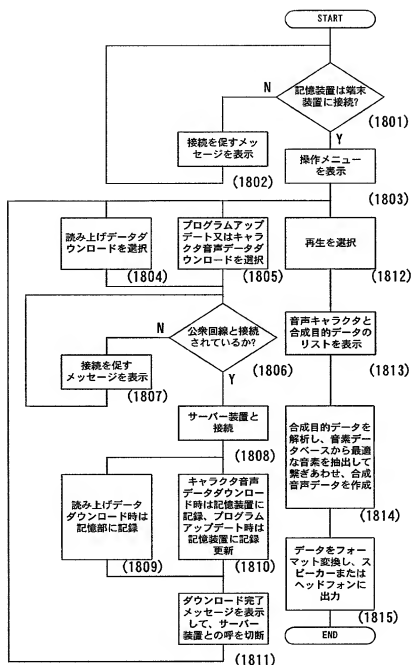 START
記憶装置は端末
装置に接続?
(1801)
N
Y
接続を促すメッ
セージを表示
(1802)
操作メニュー
を表示
(1803)
読み上げデータダ
ウンロードを選択
(1804)
プログラムアップ
デート又はキャラ
クタ音声データダ
ウンロードを選択
(1805)
再生を選択
(1812)
公衆回線と接続
されているか?
(1806)
N
Y
接続を促す
メッセージを表示
(1807)
音声キャラクタと
合成目的データの
リストを表示
(1813)
サーバー装置と
接続
(1808)
読み上げデータ
ダウンロード時は
記憶部に記録
(1809)
キャラクタ音声
データダウンロー
ド時は記憶装置に
記録、プログラム
アップデート時は
記憶装置に記録
更新
(1810)
合成目的データを
解析し、音素デー
タベースから最適
な音素を抽出して
繋ぎあわせ、合成
音声データを作成
(1814)
ダウンロード完了
メッセージを表示
して、サーバー
装置との呼を切断
(1811)
データをフォー
マット変換し、ス
ピーカーまたは
ヘッドフォンに
出力
(1815)
END